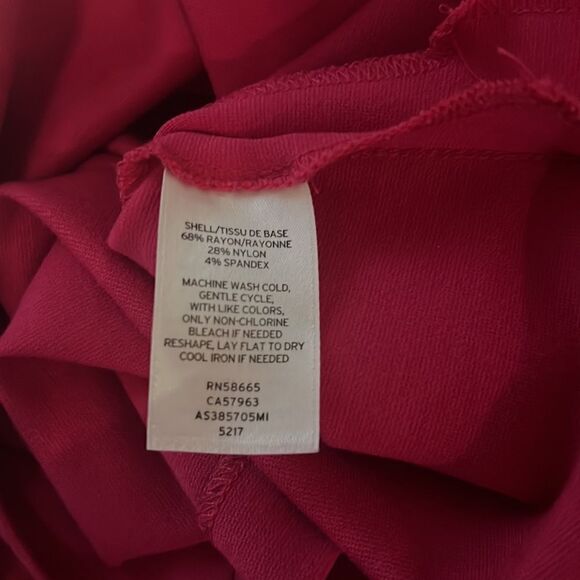 SHELL/TISSU DE BASE
68% RAYON/RAYONNE
28% NYLON
4% SPANDEX
MACHINE WASH COLD,
GENTLE CYCLE,
WITH LIKE COLORS,
ONLY NON-CHLORINE
BLEACH IF NEEDED
RESHAPE, LAY FLAT TO DRY
COOL IRON IF NEEDED
RN58665
CA57963
AS385705MI
5217